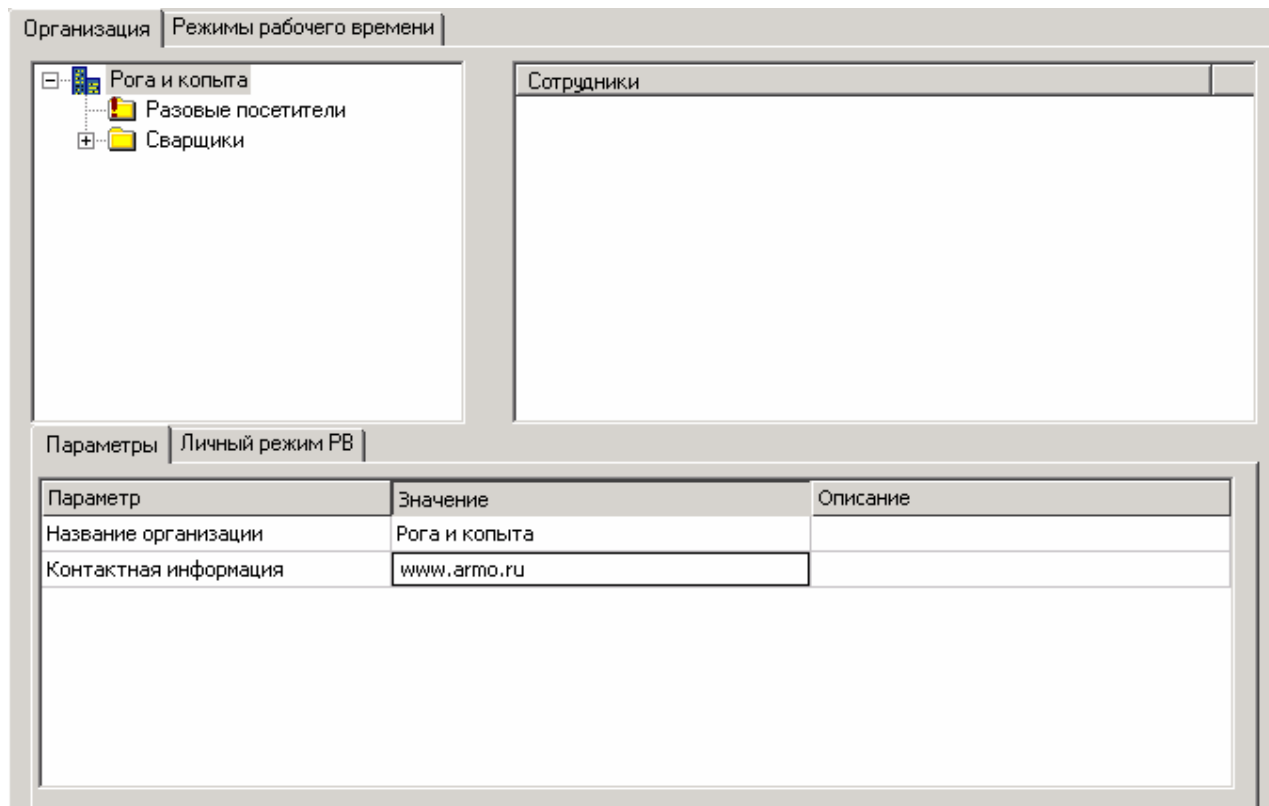 Организация Режимы рабочего времени
Рога и копыта
Разовые посетители
Сварщики
Сотрудники
Параметры Личный режим РВ
Параметр Значение Описание
Название организации Рога и копыта
Контактная информация www.armo.ru